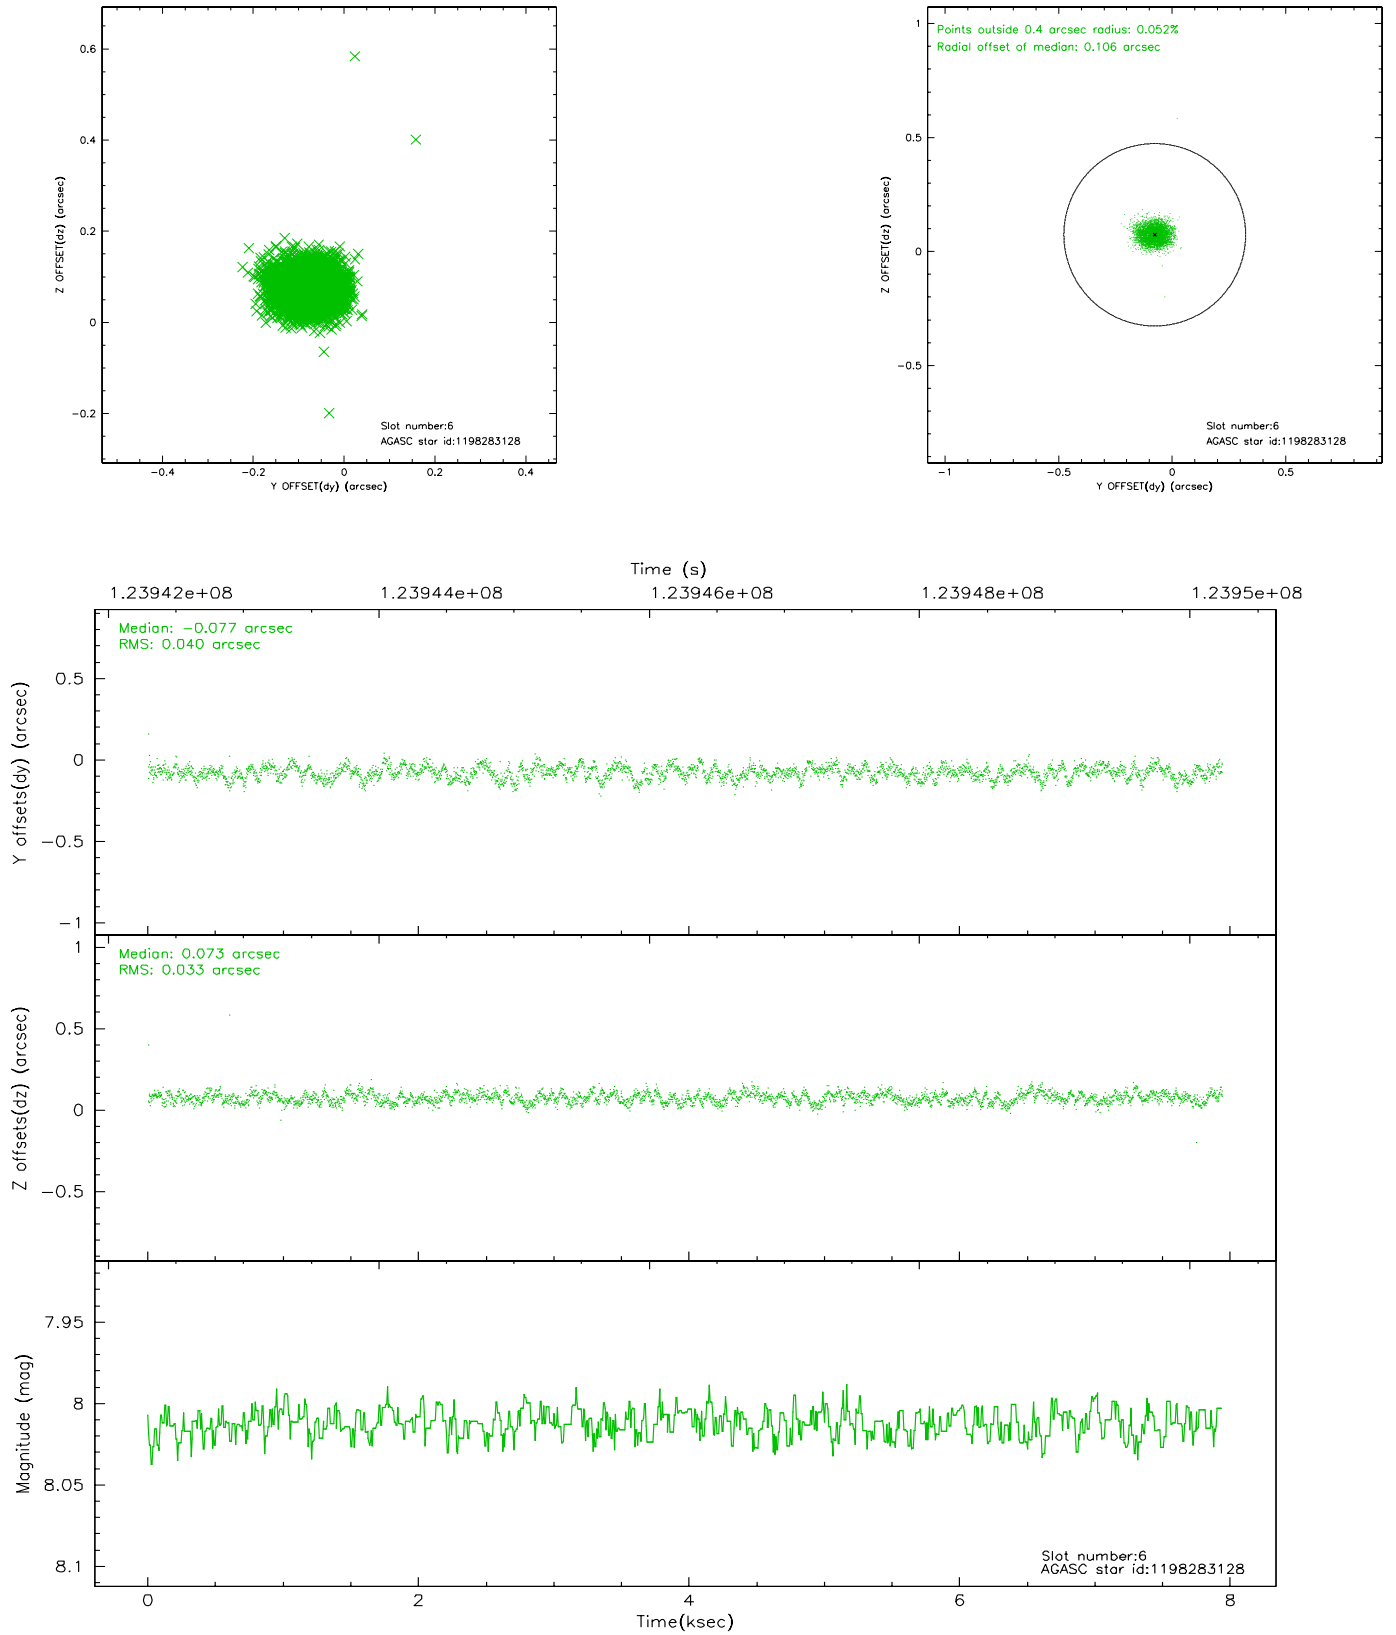 0.6
0.4
0.2
0
−0.2
Z OFFSET(dz) (arcsec)
Slot number:6
AGASC star id:1198283128
−0.4 −0.2 0 0.2 0.4
Y OFFSET(dy) (arcsec)
Points outside 0.4 arcsec radius: 0.052%
Radial offset of median: 0.106 arcsec
1
0.5
0
−0.5
Z OFFSET(dz) (arcsec)
Slot number:6
AGASC star id:1198283128
−1 −0.5 0 0.5
Y OFFSET(dy) (arcsec)
Time (s)
1.23942e+08 1.23944e+08 1.23946e+08 1.23948e+08 1.2395e+08
Median: −0.077 arcsec
RMS: 0.040 arcsec
0.5
0
−0.5
−1
Y offsets(dy) (arcsec)
Median: 0.073 arcsec
RMS: 0.033 arcsec
1
0.5
0
−0.5
Z offsets(dz) (arcsec)
7.95
8
8.05
8.1
Magnitude (mag)
Slot number:6
AGASC star id:1198283128
0 2 4 6 8
Time(ksec)